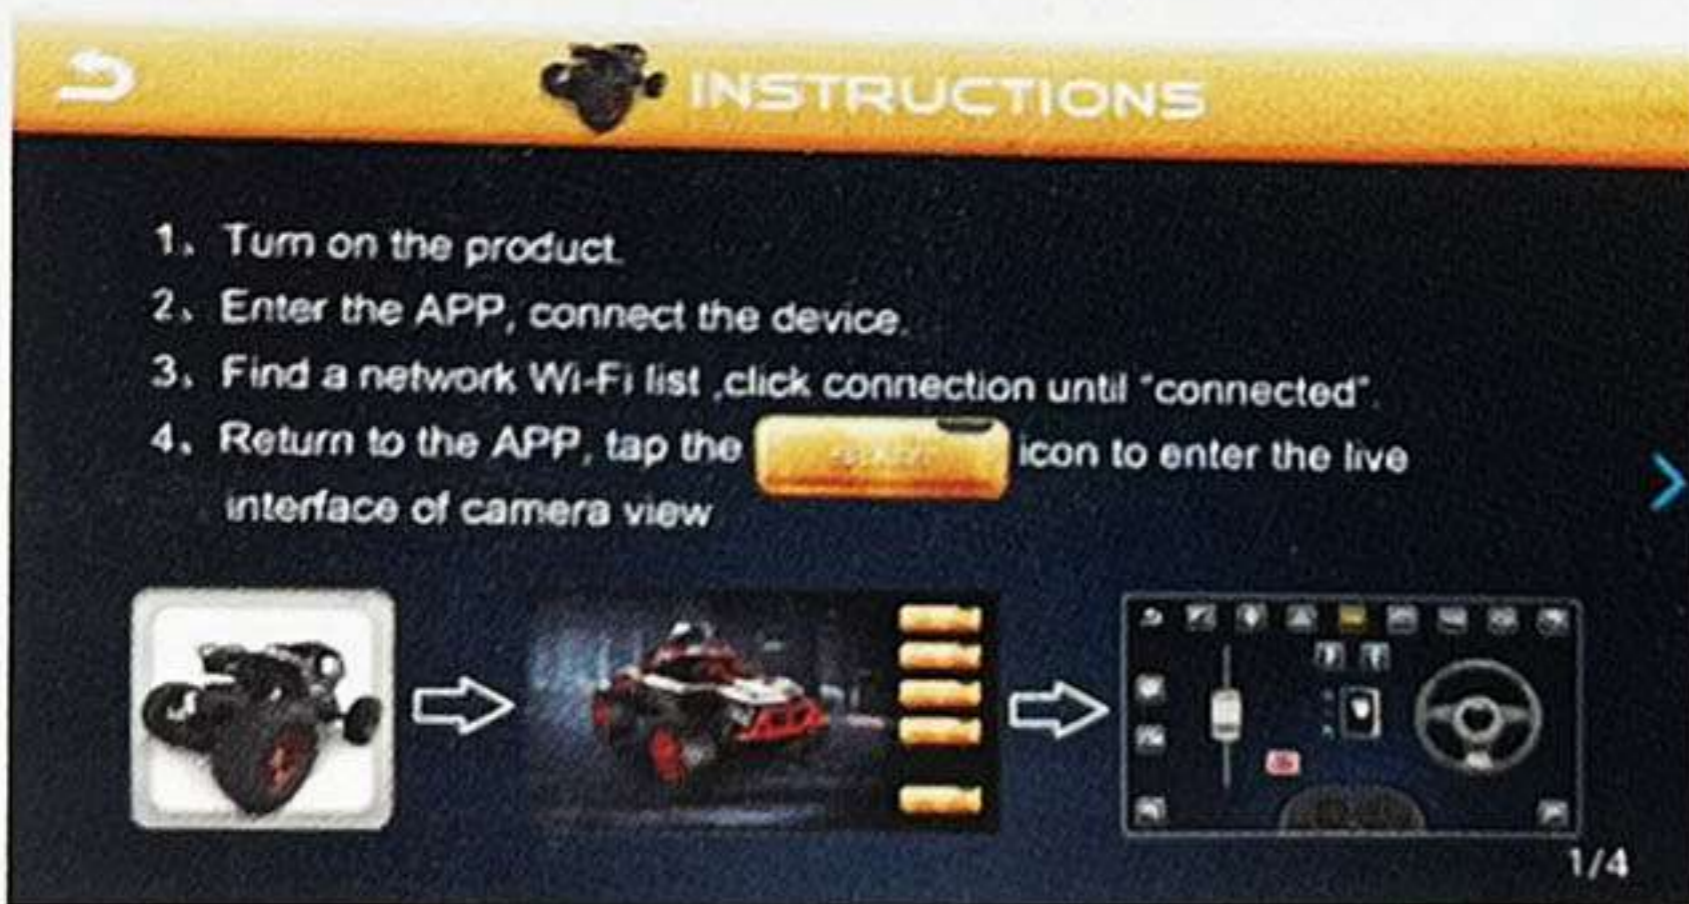 INSTRUCTIONS
1、Turn on the product.
2、Enter the APP, connect the device.
3、Find a network Wi-Fi list ,click connection until "connected".
4、Return to the APP, tap the icon to enter the live
interface of camera view
1/4